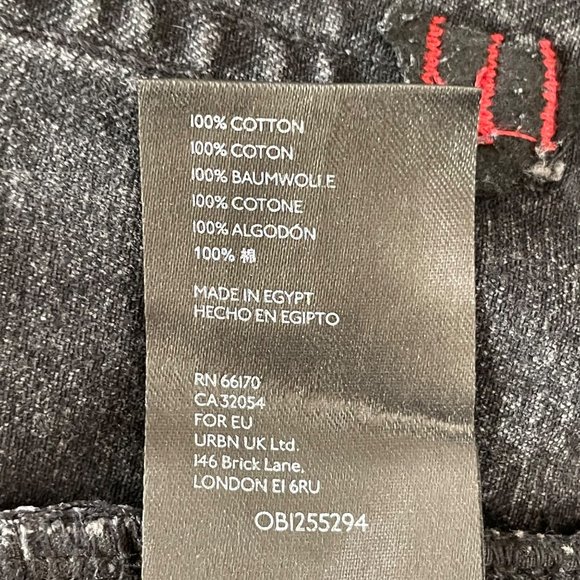 100% COTTON
100% COTON
100% BAUMWOLLE
100% COTONE
100% ALGODÓN
100% 棉
MADE IN EGYPT
HECHO EN EGIPTO
RN 66170
CA 32054
FOR EU
URBN UK Ltd.
146 Brick Lane,
LONDON E1 6RU
OB1255294